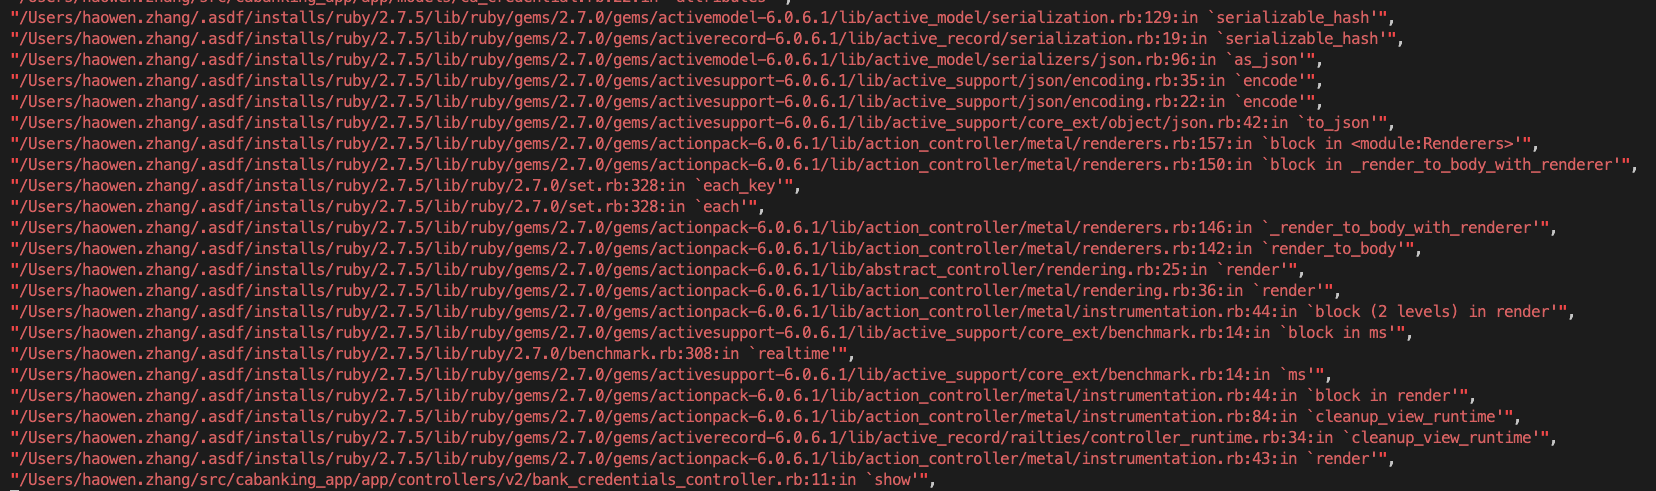 "/Users/haowen.zhang/src/cabanking_app/app/models/ca_credential.rb:22:in `attributes'",
"/Users/haowen.zhang/.asdf/installs/ruby/2.7.5/lib/ruby/gems/2.7.0/gems/activemodel-6.0.6.1/lib/active_model/serialization.rb:129:in `serializable_hash'",
"/Users/haowen.zhang/.asdf/installs/ruby/2.7.5/lib/ruby/gems/2.7.0/gems/activerecord-6.0.6.1/lib/active_record/serialization.rb:19:in `serializable_hash'",
"/Users/haowen.zhang/.asdf/installs/ruby/2.7.5/lib/ruby/gems/2.7.0/gems/activemodel-6.0.6.1/lib/active_model/serializers/json.rb:96:in `as_json'",
"/Users/haowen.zhang/.asdf/installs/ruby/2.7.5/lib/ruby/gems/2.7.0/gems/activesupport-6.0.6.1/lib/active_support/json/encoding.rb:35:in `encode'",
"/Users/haowen.zhang/.asdf/installs/ruby/2.7.5/lib/ruby/gems/2.7.0/gems/activesupport-6.0.6.1/lib/active_support/json/encoding.rb:22:in `encode'",
"/Users/haowen.zhang/.asdf/installs/ruby/2.7.5/lib/ruby/gems/2.7.0/gems/activesupport-6.0.6.1/lib/active_support/core_ext/object/json.rb:42:in `to_json'",
"/Users/haowen.zhang/.asdf/installs/ruby/2.7.5/lib/ruby/gems/2.7.0/gems/actionpack-6.0.6.1/lib/action_controller/metal/renderers.rb:157:in `block in <module:Renderers>'",
"/Users/haowen.zhang/.asdf/installs/ruby/2.7.5/lib/ruby/gems/2.7.0/gems/actionpack-6.0.6.1/lib/action_controller/metal/renderers.rb:150:in `block in _render_to_body_with_renderer'",
"/Users/haowen.zhang/.asdf/installs/ruby/2.7.5/lib/ruby/2.7.0/set.rb:328:in `each_key'",
"/Users/haowen.zhang/.asdf/installs/ruby/2.7.5/lib/ruby/2.7.0/set.rb:328:in `each'",
"/Users/haowen.zhang/.asdf/installs/ruby/2.7.5/lib/ruby/gems/2.7.0/gems/actionpack-6.0.6.1/lib/action_controller/metal/renderers.rb:146:in `_render_to_body_with_renderer'",
"/Users/haowen.zhang/.asdf/installs/ruby/2.7.5/lib/ruby/gems/2.7.0/gems/actionpack-6.0.6.1/lib/action_controller/metal/renderers.rb:142:in `render_to_body'",
"/Users/haowen.zhang/.asdf/installs/ruby/2.7.5/lib/ruby/gems/2.7.0/gems/actionpack-6.0.6.1/lib/abstract_controller/rendering.rb:25:in `render'",
"/Users/haowen.zhang/.asdf/installs/ruby/2.7.5/lib/ruby/gems/2.7.0/gems/actionpack-6.0.6.1/lib/action_controller/metal/rendering.rb:36:in `render'",
"/Users/haowen.zhang/.asdf/installs/ruby/2.7.5/lib/ruby/gems/2.7.0/gems/actionpack-6.0.6.1/lib/action_controller/metal/instrumentation.rb:44:in `block (2 levels) in render'",
"/Users/haowen.zhang/.asdf/installs/ruby/2.7.5/lib/ruby/gems/2.7.0/gems/activesupport-6.0.6.1/lib/active_support/core_ext/benchmark.rb:14:in `block in ms'",
"/Users/haowen.zhang/.asdf/installs/ruby/2.7.5/lib/ruby/2.7.0/benchmark.rb:308:in `realtime'",
"/Users/haowen.zhang/.asdf/installs/ruby/2.7.5/lib/ruby/gems/2.7.0/gems/activesupport-6.0.6.1/lib/active_support/core_ext/benchmark.rb:14:in `ms'",
"/Users/haowen.zhang/.asdf/installs/ruby/2.7.5/lib/ruby/gems/2.7.0/gems/actionpack-6.0.6.1/lib/action_controller/metal/instrumentation.rb:44:in `block in render'",
"/Users/haowen.zhang/.asdf/installs/ruby/2.7.5/lib/ruby/gems/2.7.0/gems/actionpack-6.0.6.1/lib/action_controller/metal/instrumentation.rb:84:in `cleanup_view_runtime'",
"/Users/haowen.zhang/.asdf/installs/ruby/2.7.5/lib/ruby/gems/2.7.0/gems/activerecord-6.0.6.1/lib/active_record/railties/controller_runtime.rb:34:in `cleanup_view_runtime'",
"/Users/haowen.zhang/.asdf/installs/ruby/2.7.5/lib/ruby/gems/2.7.0/gems/actionpack-6.0.6.1/lib/action_controller/metal/instrumentation.rb:43:in `render'",
"/Users/haowen.zhang/src/cabanking_app/app/controllers/v2/bank_credentials_controller.rb:11:in `show'",